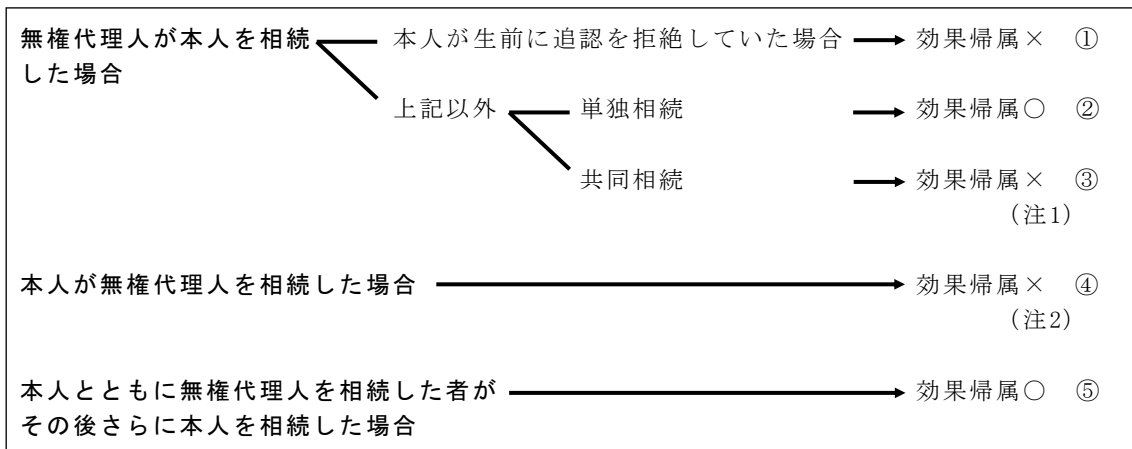 無権代理人が本人を相続 本人が生前に追認を拒絶していた場合 効果帰属× ①
した場合
上記以外 単独相続 効果帰属○ ②
共同相続 効果帰属× ③
(注1)
本人が無権代理人を相続した場合 効果帰属× ④
(注2)
本人とともに無権代理人を相続した者が 効果帰属○ ⑤
その後さらに本人を相続した場合